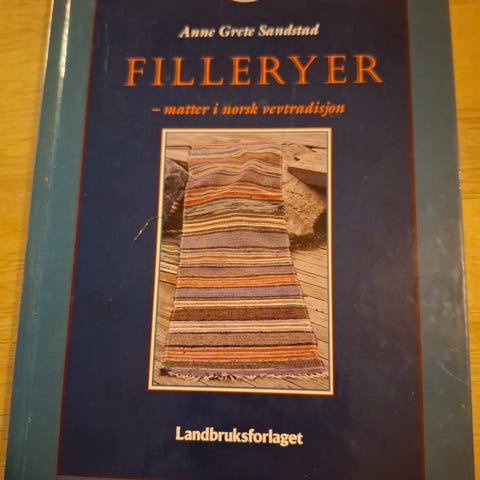 Anne Grete Sandstad
FILLERYER
– matter i norsk vevtradisjon
Landbruksforlaget